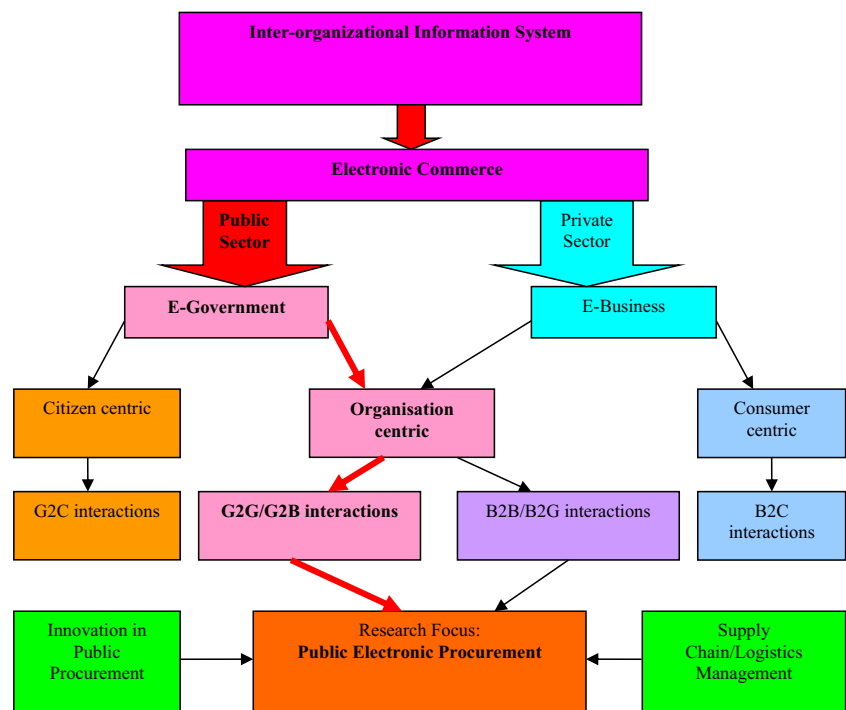 Inter-organizational Information System
Electronic Commerce
Public
Sector
Private
Sector
E-Government
E-Business
Citizen centric
Organisation
centric
Consumer
centric
G2C interactions
G2G/G2B interactions
B2B/B2G interactions
B2C
interactions
Innovation in
Public
Procurement
Research Focus:
Public Electronic Procurement
Supply
Chain/Logistics
Management